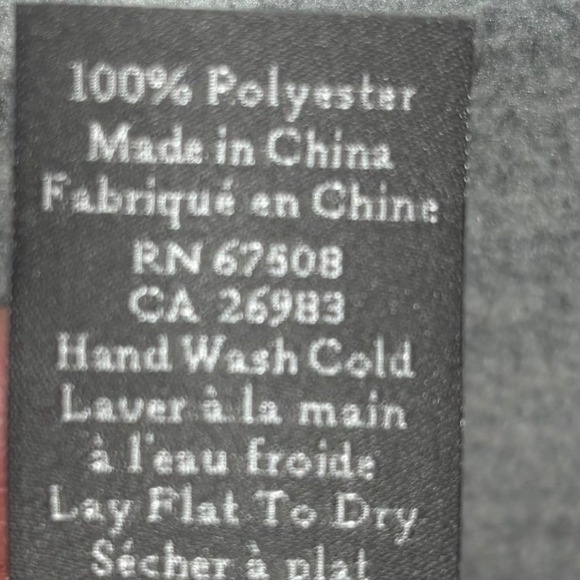 100% Polyester
Made in China
Fabriqué en Chine
RN 67508
CA 26983
Hand Wash Cold
Laver à la main
à l'eau froide
Lay Flat To Dry
Sécher à plat